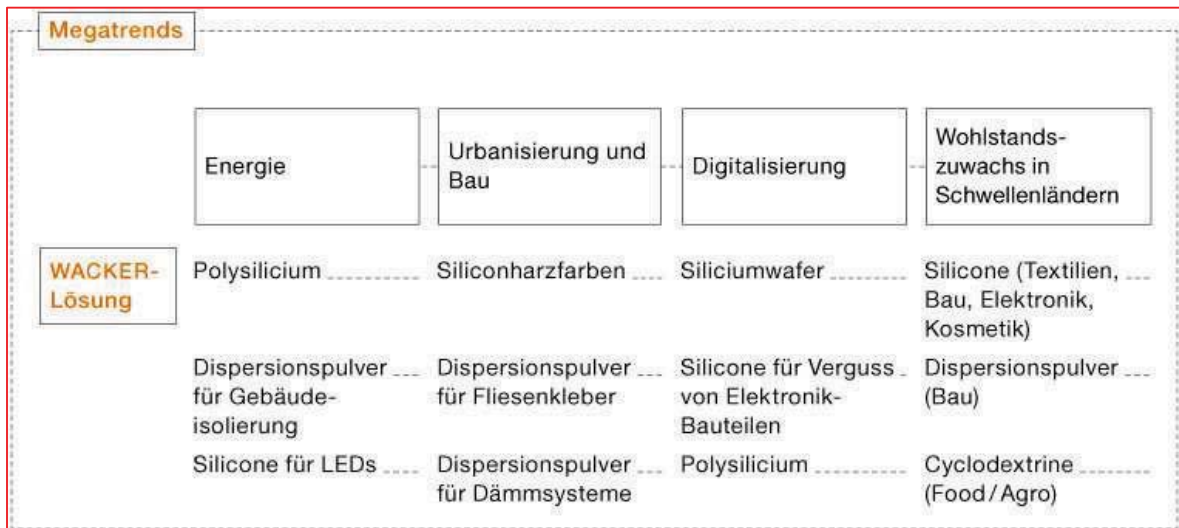 Megatrends
Energie
Urbanisierung und
Bau
Digitalisierung
Wohlstands-
zuwachs in
Schwellenländern
WACKER-
Lösung
Polysilicium
Siliconharzfarben
Siliciumwafer
Silicone (Textilien,
Bau, Elektronik,
Kosmetik)
Dispersionspulver
für Gebäude-
isolierung
Dispersionspulver
für Fliesenkleber
Silicone für Verguss
von Elektronik-
Bauteilen
Dispersionspulver
(Bau)
Silicone für LEDs
Dispersionspulver
für Dämmsysteme
Polysilicium
Cyclodextrine
(Food/Agro)